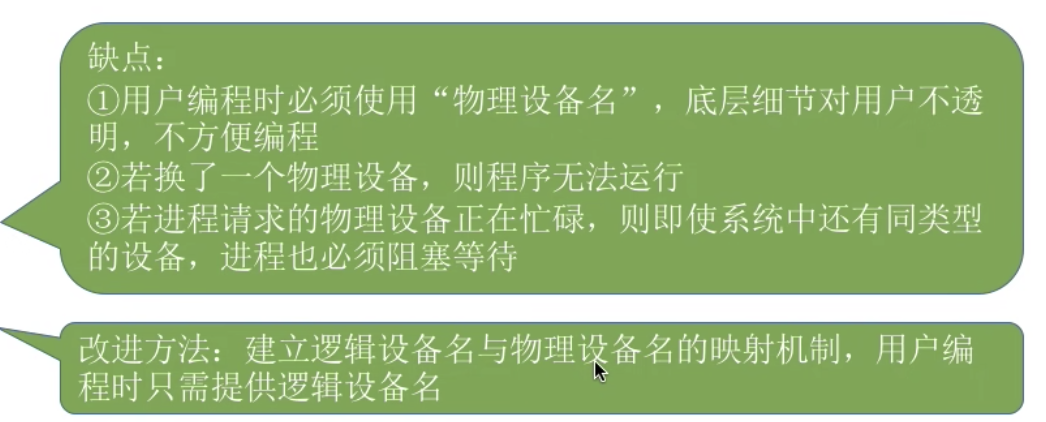 缺点：
①用户编程时必须使用“物理设备名”，底层细节对用户不透
明，不方便编程
②若换了一个物理设备，则程序无法运行
③若进程请求的物理设备正在忙碌，则即使系统中还有同类型
的设备，进程也必须阻塞等待
改进方法：建立逻辑设备名与物理设备名的映射机制，用户编
程时只需提供逻辑设备名